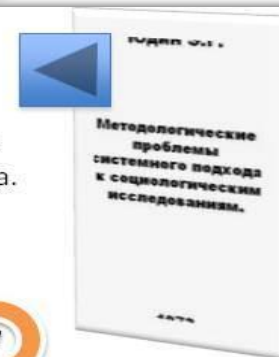 а.
Методологические
проблемы
системного подхода
к социологическим
исследованиям.